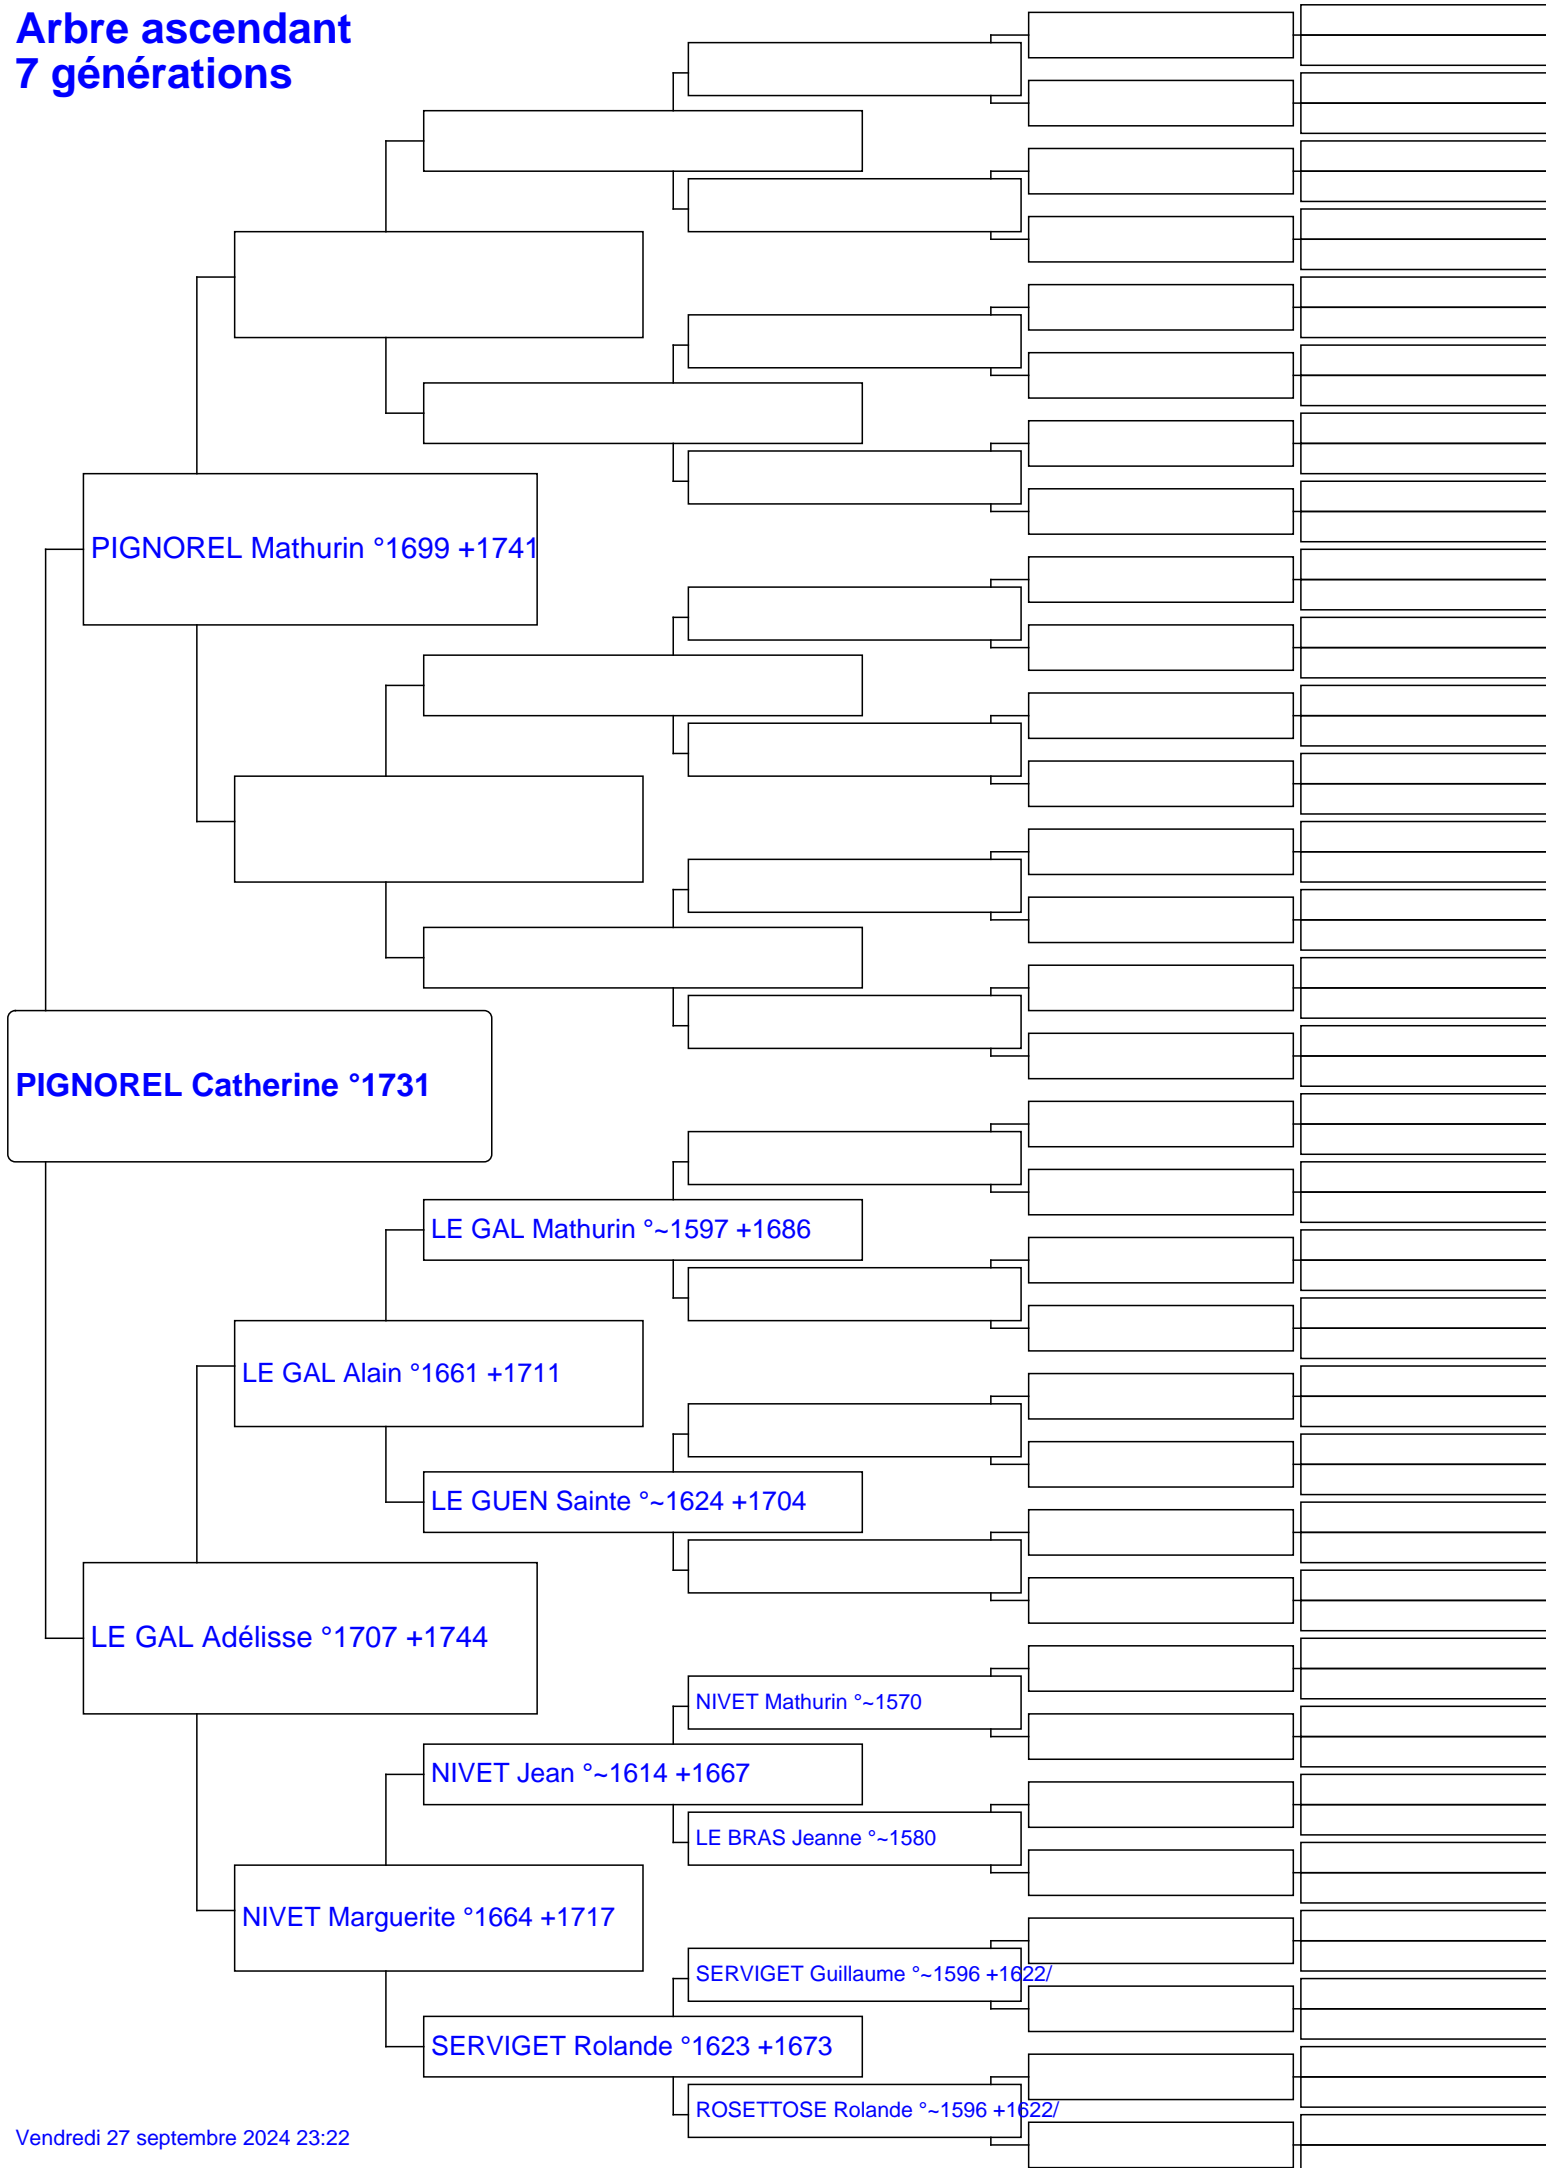 Arbre ascendant
7 générations
PIGNOREL Mathurin °1699 +1741
PIGNOREL Catherine °1731
LE GAL Mathurin °~1597 +1686
LE GAL Alain °1661 +1711
LE GUEN Sainte °~1624 +1704
LE GAL Adélisse °1707 +1744
NIVET Mathurin °~1570
NIVET Jean °~1614 +1667
LE BRAS Jeanne °~1580
NIVET Marguerite °1664 +1717
SERVIGET Guillaume °~1596 +1622/
SERVIGET Rolande °1623 +1673
ROSETTOSE Rolande °~1596 +1622/
Vendredi 27 septembre 2024 23:22